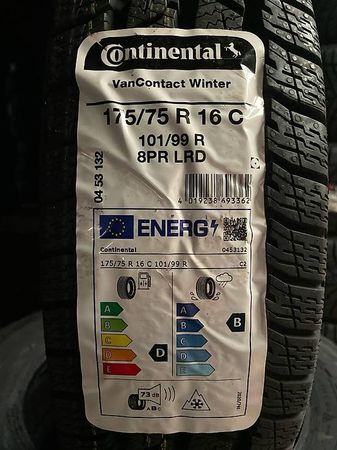 Continental
VanContact Winter
175/75 R 16 C
101/99 R
8PR LRD
04 53 132
4 019238 693362
ENERG
Continental 0453132
175/75 R 16 C 101/99 R C2
A
B
C
D
E
D
A
B
C
D
E
B
73 dB
ABC